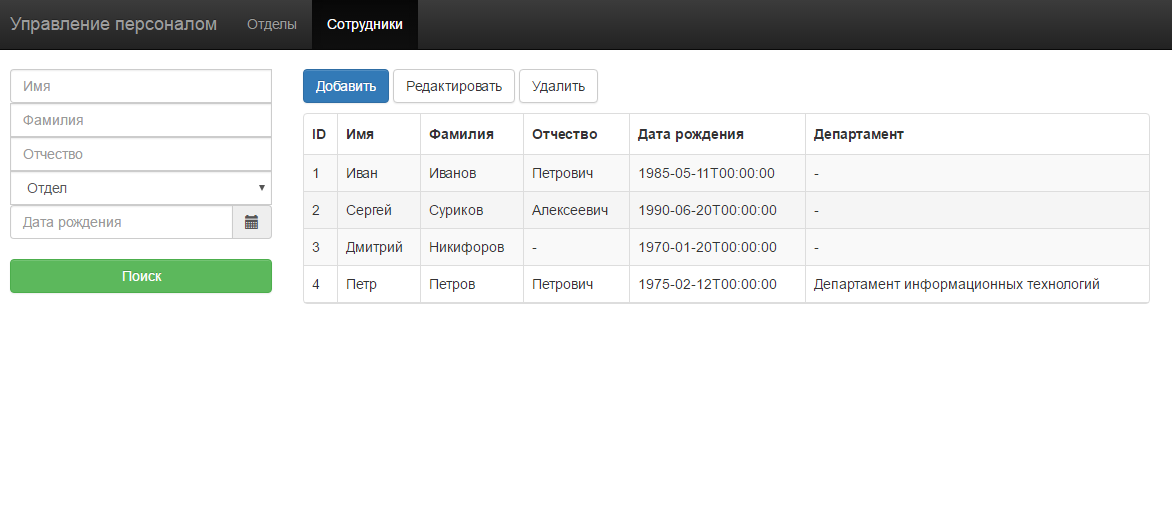 Управление персоналом Отделы Сотрудники
Имя
Фамилия
Отчество
Отдел
Дата рождения
Поиск
Добавить Редактировать Удалить
ID Имя Фамилия Отчество Дата рождения Департамент
1 Иван Иванов Петрович 1985-05-11T00:00:00 -
2 Сергей Суриков Алексеевич 1990-06-20T00:00:00 -
3 Дмитрий Никифоров - 1970-01-20T00:00:00 -
4 Петр Петров Петрович 1975-02-12T00:00:00 Департамент информационных технологий